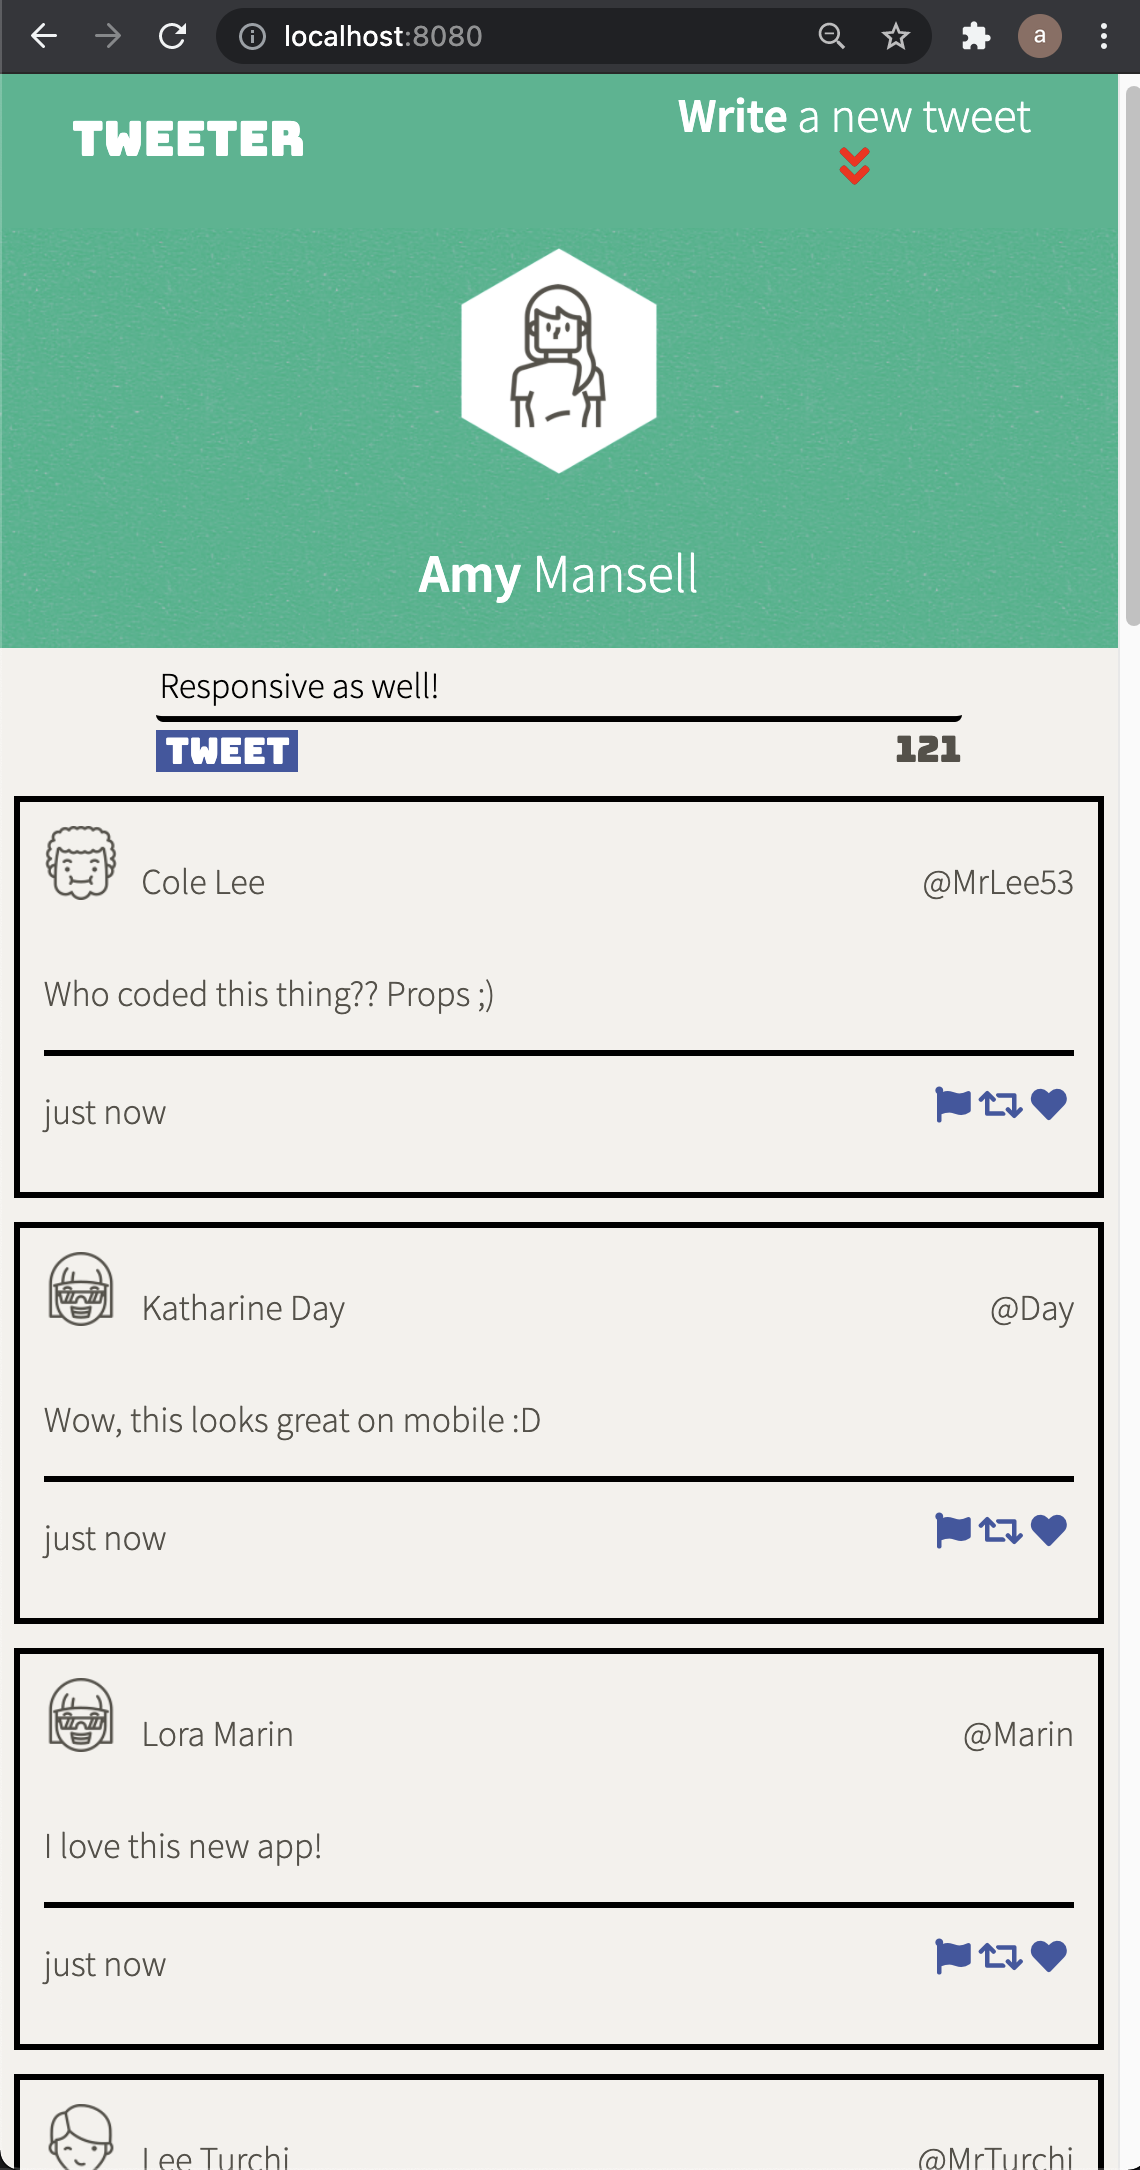 localhost:8080
a
TWEETER
Write a new tweet
Amy Mansell
Responsive as well!
TWEET
121
Cole Lee
@MrLee53
Who coded this thing?? Props ;)
just now
Katharine Day
@Day
Wow, this looks great on mobile :D
just now
Lora Marin
@Marin
I love this new app!
just now
Lee Turchi
@MrTurchi